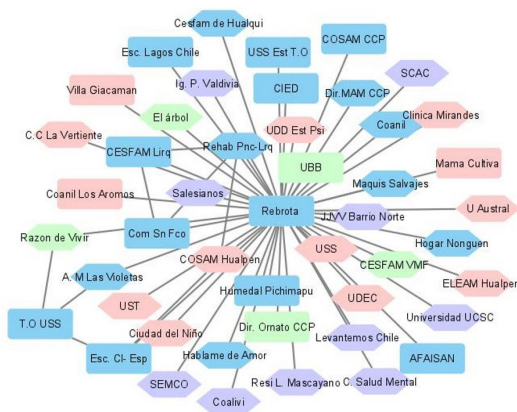 Cesfam de Hualqui
COSAM CCP
Esc. Lagos Chile
USS Est T.O
SCAC
Ig. P. Valdivia
CIED
Dir.MAM CCP
Villa Giacaman
El árbol
UDD Est Psi
Coanil
Clinica Mirandes
C.C La Vertiente
CESFAM Lirq
Rehab Pnc-Lrq
UBB
Mama Cultiva
Maquis Salvajes
Coanil Los Aromos
Salesianos
Rebrota
JJVV Barrio Norte
U Austral
Razon de Vivir
Com Sn Fco
COSAM Hualpen
USS
CESFAM VMF
Hogar Nonguen
A.-M Las Violetas
Humedal Pichimapu
UDEC
ELEAM Hualpen
T.O USS
UST
Ciudad del Niño
Dir. Ornato CCP
Levantemos Chile
Universidad UCSC
Esc. Cl- Esp
Hablame de Amor
AFAISAN
SEMCO
Coalivi
Resi L. Mascayano
C. Salud Mental